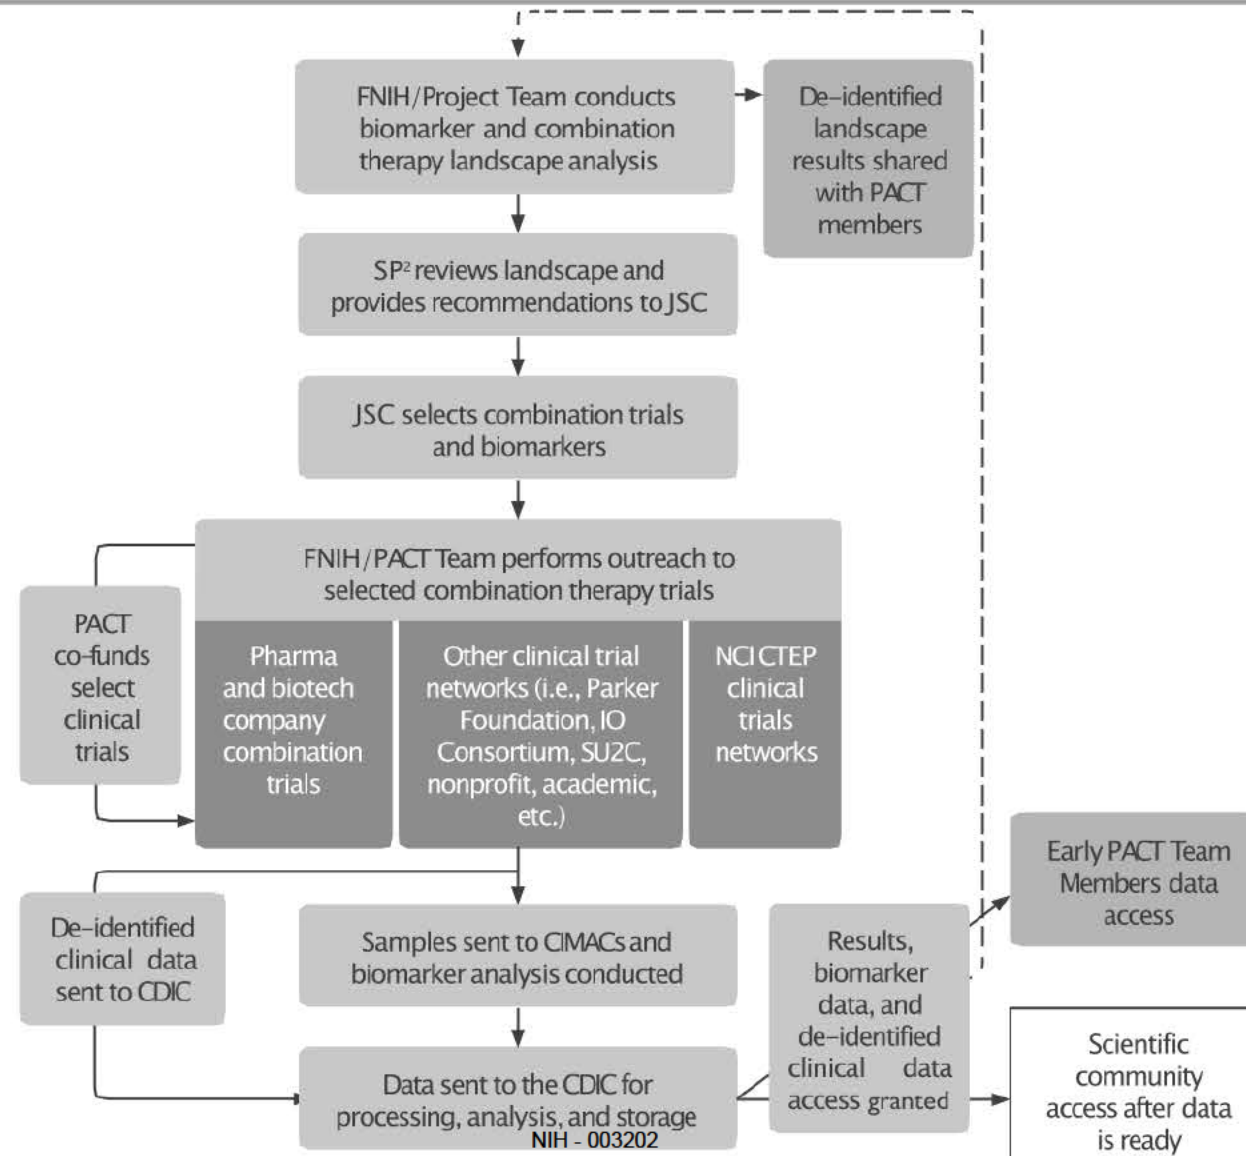 FNIH/Project Team conducts
biomarker and combination
therapy landscape analysis
De-identified
landscape
results shared
with PACT
members
SP² reviews landscape and
provides recommendations to JSC
JSC selects combination trials
and biomarkers
FNIH/PACT Team performs outreach to
selected combination therapy trials
PACT
co-funds
select
clinical
trials
Pharma
and biotech
company
combination
trials
Other clinical trial
networks (i.e., Parker
Foundation, IO
Consortium, SU2C,
nonprofit, academic,
etc.)
NCI CTEP
clinical
trials
networks
De-identified
clinical data
sent to CDIC
Samples sent to CIMACs and
biomarker analysis conducted
Data sent to the CDIC for
processing, analysis, and storage
Results,
biomarker
data, and
de-identified
clinical data
access granted
Early PACT Team
Members data
access
Scientific
community
access after data
is ready
NIH - 003202